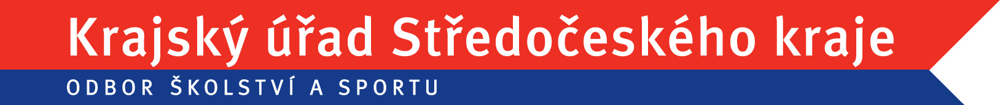 Krajský úřad Středočeského kraje
ODBOR ŠKOLSTVÍ A SPORTU